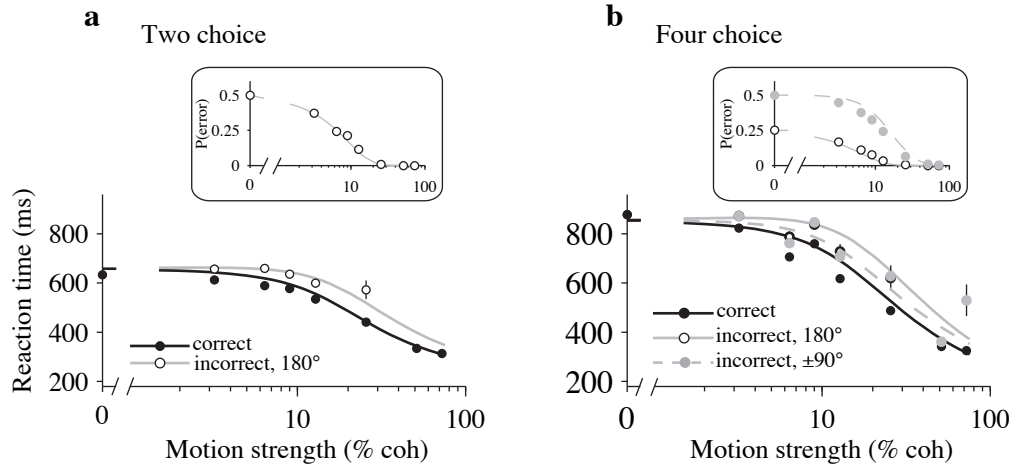 a
Two choice
P(error)
0.5
0.25
0
0
10
100
Reaction time (ms)
800
600
400
200
correct
incorrect, 180°
0
10
100
Motion strength (% coh)
b
Four choice
P(error)
0.5
0.25
0
0
10
100
800
600
400
200
correct
incorrect, 180°
incorrect, ±90°
0
10
100
Motion strength (% coh)